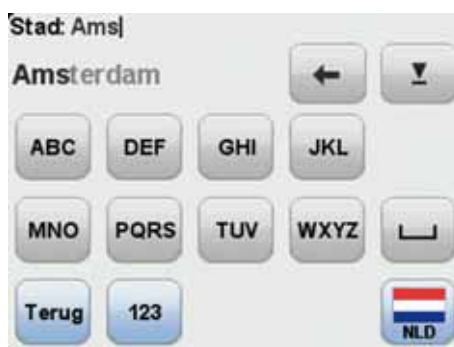 Stad: Ams
Amsterdam
ABC DEF GHI JKL
MNO PQRS TUV WXYZ
Terug 123 NLD